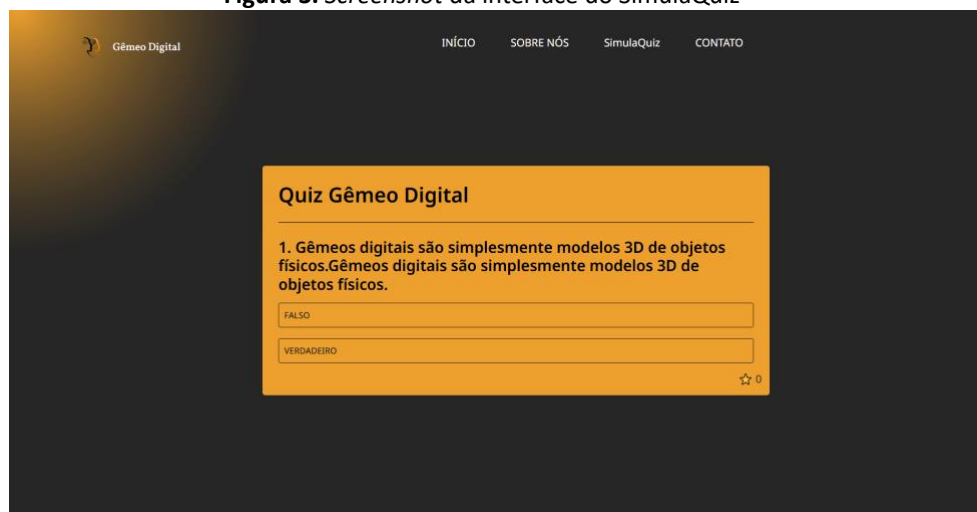 Figura 3. Screenshot da interface do SimulaQuiz
Gêmeo Digital
INÍCIO SOBRE NÓS SimulaQuiz CONTATO
Quiz Gêmeo Digital
1. Gêmeos digitais são simplesmente modelos 3D de objetos
físicos.Gêmeos digitais são simplesmente modelos 3D de
objetos físicos.
FALSO
VERDADEIRO
0